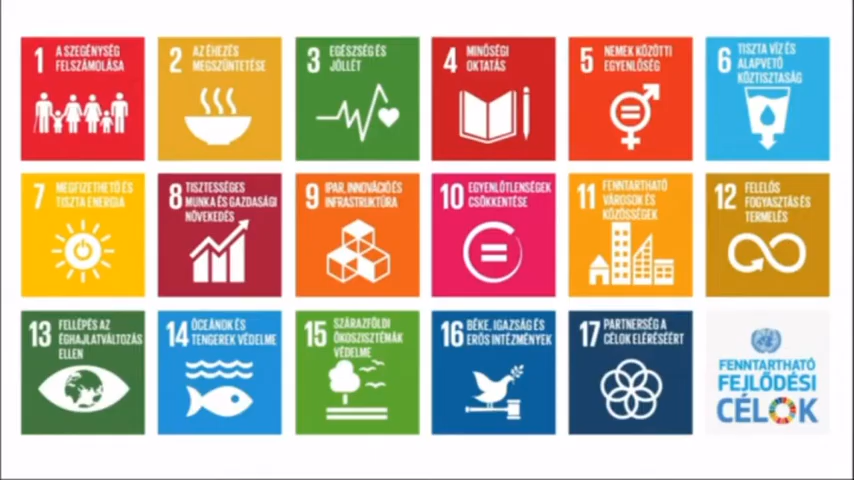 1 A SZEGÉNYSÉG
FELSZÁMOLÁSA
2 AZ ÉHEZÉS
MEGSZÜNTETÉSE
3 EGÉSZSÉG ÉS
JÓLLÉT
4 MINŐSÉGI
OKTATÁS
5 NEMEK KÖZÖTTI
EGYENLŐSÉG
6 TISZTA VÍZ ÉS
ALAPVETŐ
KÖZTISZTASÁG
7 MEGFIZETHETŐ ÉS
TISZTA ENERGIA
8 TISZTESSÉGES
MUNKA ÉS GAZDASÁGI
NÖVEKEDÉS
9 IPAR, INNOVÁCIÓ ÉS
INFRASTRUKTÚRA
10 EGYENLŐTLENSÉGEK
CSÖKKENTÉSE
11 FENNTARTHATÓ
VÁROSOK ÉS
KÖZÖSSÉGEK
12 FELELŐS
FOGYASZTÁS ÉS
TERMELÉS
13 FELLÉPÉS AZ
ÉGHAJLATVÁLTOZÁS
ELLEN
14 ÓCEÁNOK ÉS
TENGEREK VÉDELME
15 SZÁRAZFÖLDI
ÖKOSZISZTÉMÁK
VÉDELME
16 BÉKE, IGAZSÁG ÉS
ERŐS INTÉZMÉNYEK
17 PARTNERSÉG A
CÉLOK ELÉRÉSÉÉRT
FENNTARTHATÓ
FEJLŐDÉSI
CÉLOK